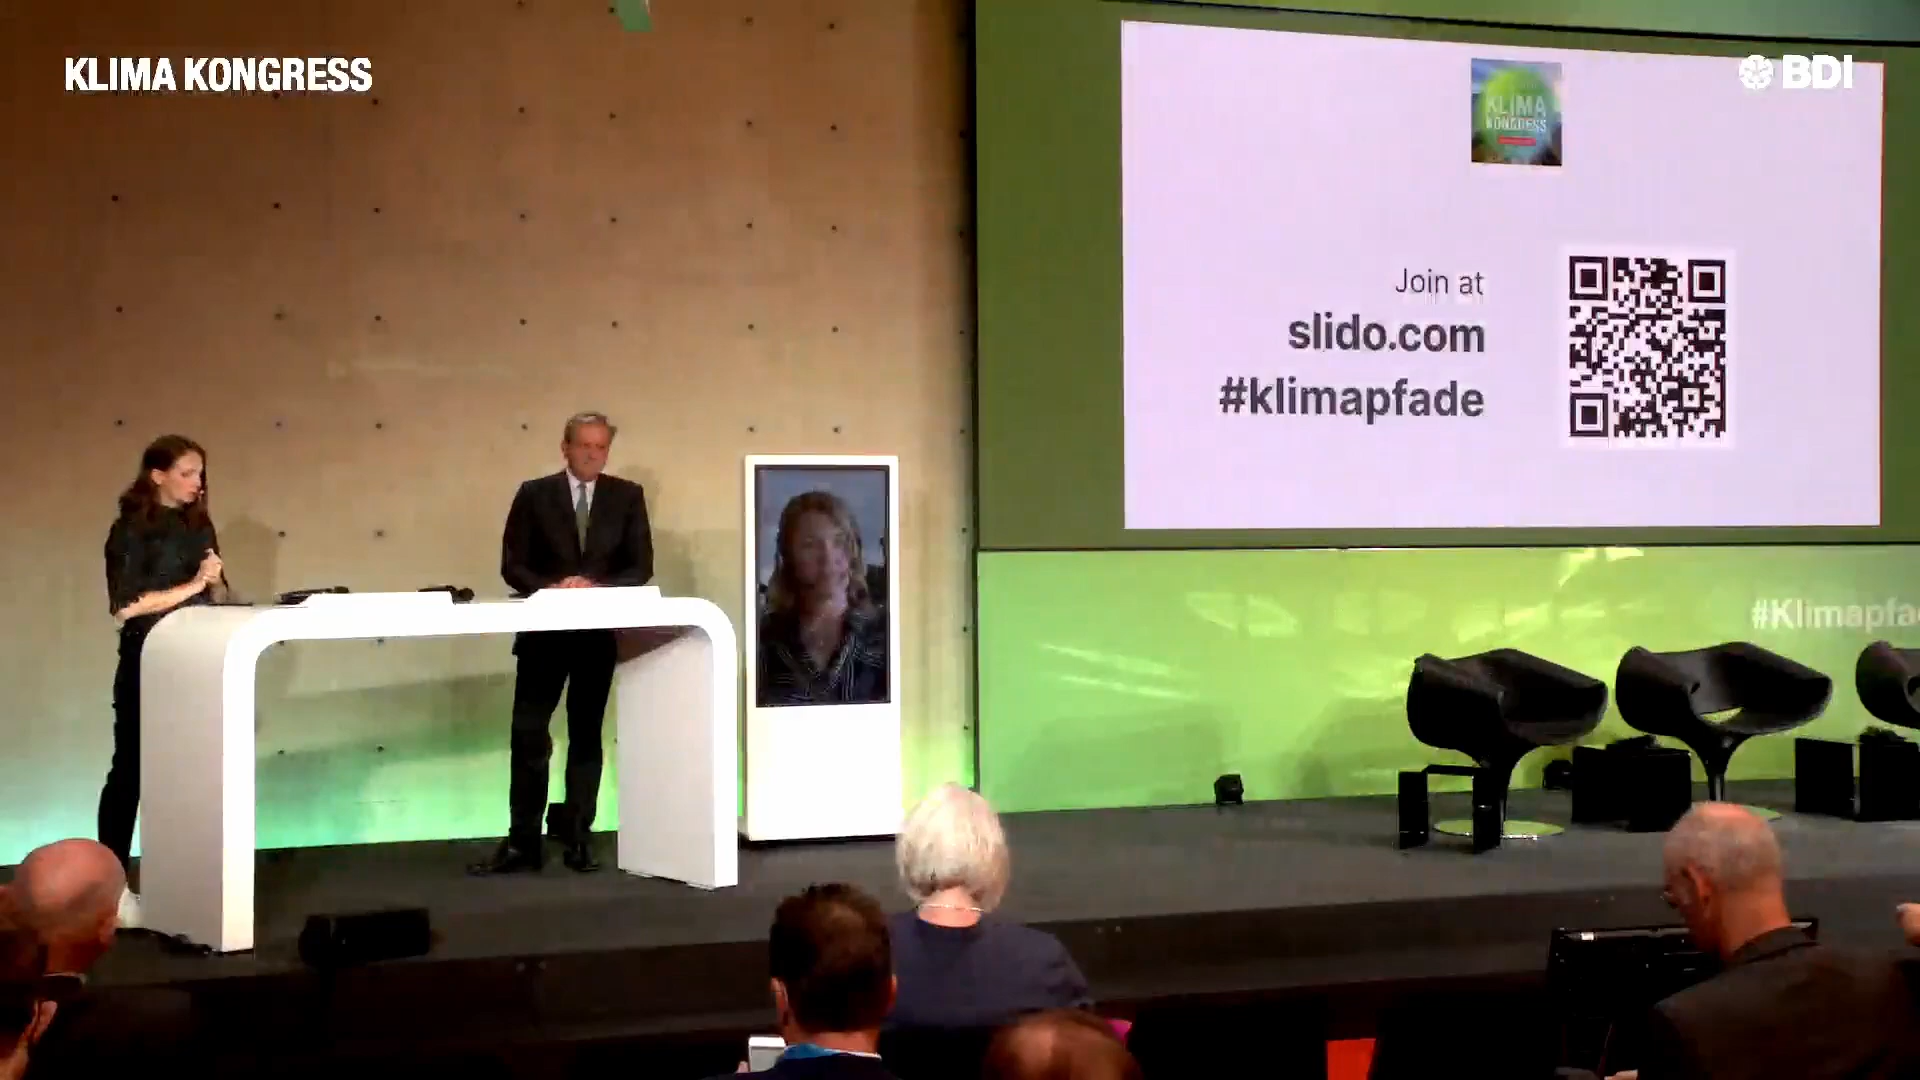 KLIMA KONGRESS
BDI
KLIMA
KONGRESS
Join at
slido.com
#klimapfade
#Klimapfa